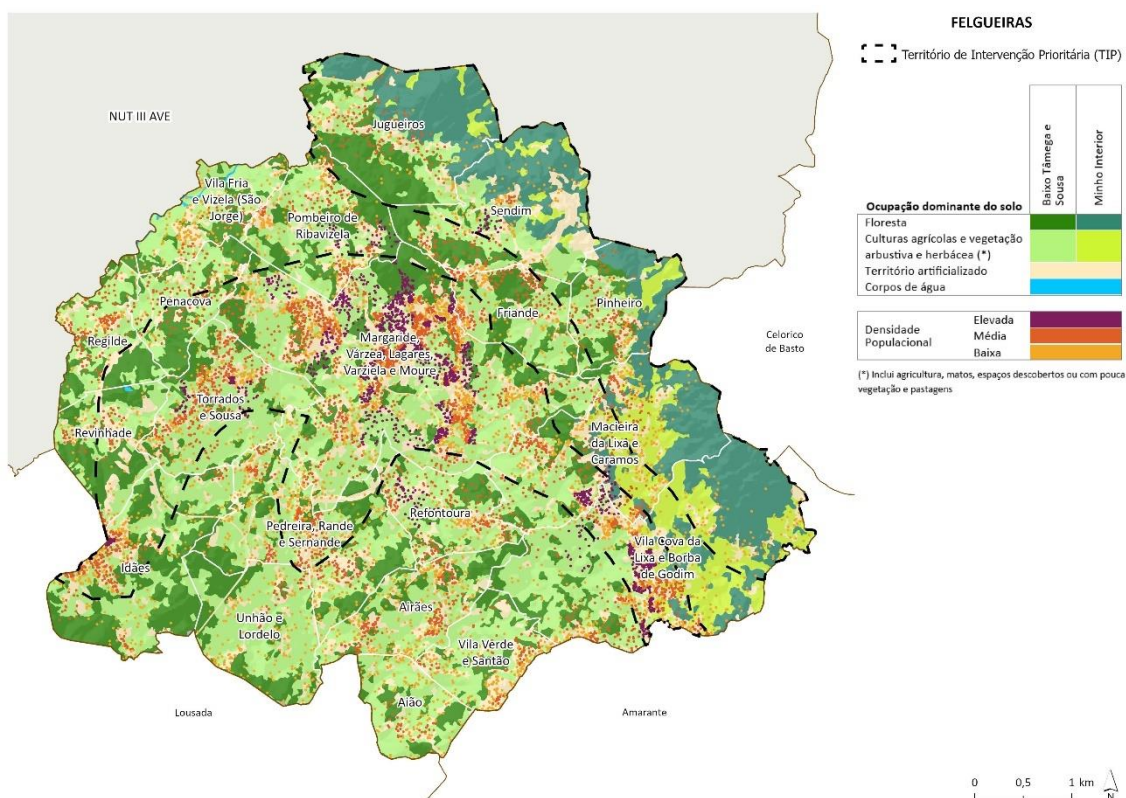 FELGUEIRAS
Território de Intervenção Prioritária (TIP)
Baixo Tâmega e
Sousa
Minho Interior
Ocupação dominante do solo
Floresta
Culturas agrícolas e vegetação
arbustiva e herbácea (*)
Território artificializado
Corpos de água
Densidade
Populacional
Elevada
Média
Baixa
(*) Inclui agricultura, matos, espaços descobertos ou com pouca
vegetação e pastagens
NUT III AVE
Jugueiros
Vila Fria
e Vizela (São
Jorge)
Pombeiro de
Ribavizela
Sendim
Penacova
Pinheiro
Friande
Regilde
Margaride,
Várzea, Lagares,
Varziela e Moure
Celorico
de Basto
Torrados
e Sousa
Revinhade
Macieira
da Lixa e
Caramos
Refontoura
Pedreira, Rande
e Sernande
Vila Cova da
Lixa e Borba
de Godim
Idães
Airães
Unhão e
Lordelo
Vila Verde
e Santão
Aião
Lousada
Amarante
0 0,5 1 km
N